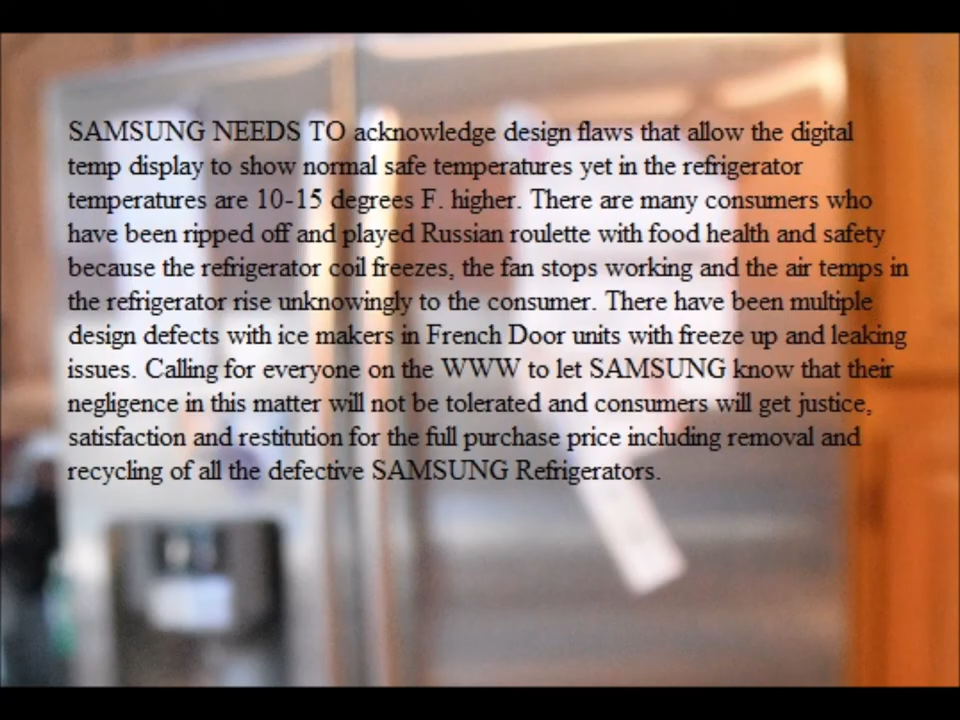 SAMSUNG NEEDS TO acknowledge design flaws that allow the digital
temp display to show normal safe temperatures yet in the refrigerator
temperatures are 10-15 degrees F. higher. There are many consumers who
have been ripped off and played Russian roulette with food health and safety
because the refrigerator coil freezes, the fan stops working and the air temps in
the refrigerator rise unknowingly to the consumer. There have been multiple
design defects with ice makers in French Door units with freeze up and leaking
issues. Calling for everyone on the WWW to let SAMSUNG know that their
negligence in this matter will not be tolerated and consumers will get justice,
satisfaction and restitution for the full purchase price including removal and
recycling of all the defective SAMSUNG Refrigerators.